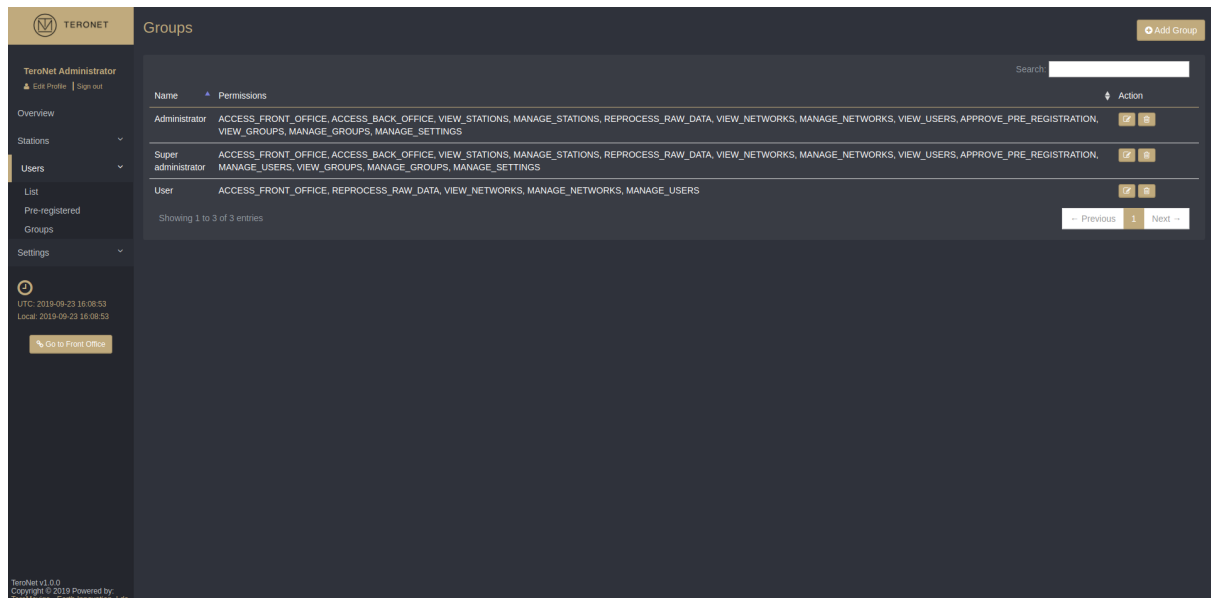 TERONET
Groups
Add Group
TeroNet Administrator
Edit Profile | Sign out
Overview
Stations
Users
List
Pre-registered
Groups
Settings
UTC: 2019-09-23 16:08:53
Local: 2019-09-23 16:08:53
Go to Front Office
TeroNet v1.0.0
Copyright © 2019 Powered by:
Search:
Name Permissions Action
Administrator ACCESS_FRONT_OFFICE, ACCESS_BACK_OFFICE, VIEW_STATIONS, MANAGE_STATIONS, REPROCESS_RAW_DATA, VIEW_NETWORKS, MANAGE_NETWORKS, VIEW_USERS, APPROVE_PRE_REGISTRATION,
VIEW_GROUPS, MANAGE_GROUPS, MANAGE_SETTINGS
Super ACCESS_FRONT_OFFICE, ACCESS_BACK_OFFICE, VIEW_STATIONS, MANAGE_STATIONS, REPROCESS_RAW_DATA, VIEW_NETWORKS, MANAGE_NETWORKS, VIEW_USERS, APPROVE_PRE_REGISTRATION,
administrator MANAGE_USERS, VIEW_GROUPS, MANAGE_GROUPS, MANAGE_SETTINGS
User ACCESS_FRONT_OFFICE, REPROCESS_RAW_DATA, VIEW_NETWORKS, MANAGE_NETWORKS, MANAGE_USERS
Showing 1 to 3 of 3 entries
← Previous 1 Next →